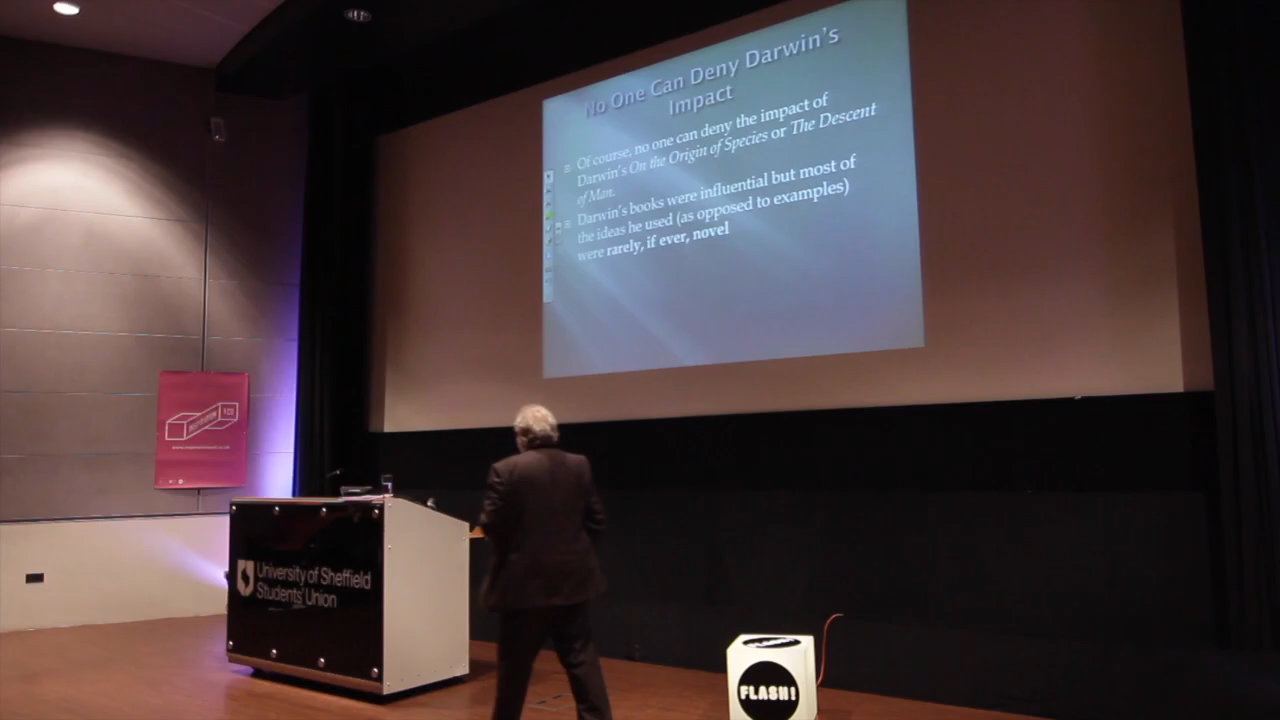 No One Can Deny Darwin's
Impact
Of course, no one can deny the impact of
Darwin's On the Origin of Species or The Descent
of Man.
Darwin's books were influential but most of
the ideas he used (as opposed to examples)
were rarely, if ever, novel
University of Sheffield
Students' Union
FLASH!